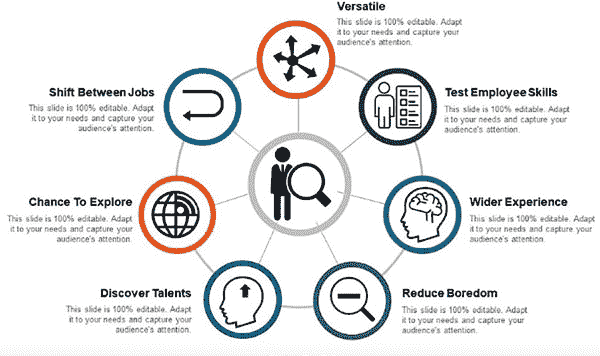 Versatile
This slide is 100% editable. Adapt
it to your needs and capture your
audience's attention.
Shift Between Jobs
This slide is 100% editable. Adapt
it to your needs and capture your
audience's attention.
Test Employee Skills
This slide is 100% editable. Adapt
it to your needs and capture your
audience's attention.
Chance To Explore
This slide is 100% editable. Adapt
it to your needs and capture your
audience's attention.
Wider Experience
This slide is 100% editable. Adapt
it to your needs and capture your
audience's attention.
Discover Talents
This slide is 100% editable. Adapt
it to your needs and capture your
audience's attention.
Reduce Boredom
This slide is 100% editable. Adapt
it to your needs and capture your
audience's attention.